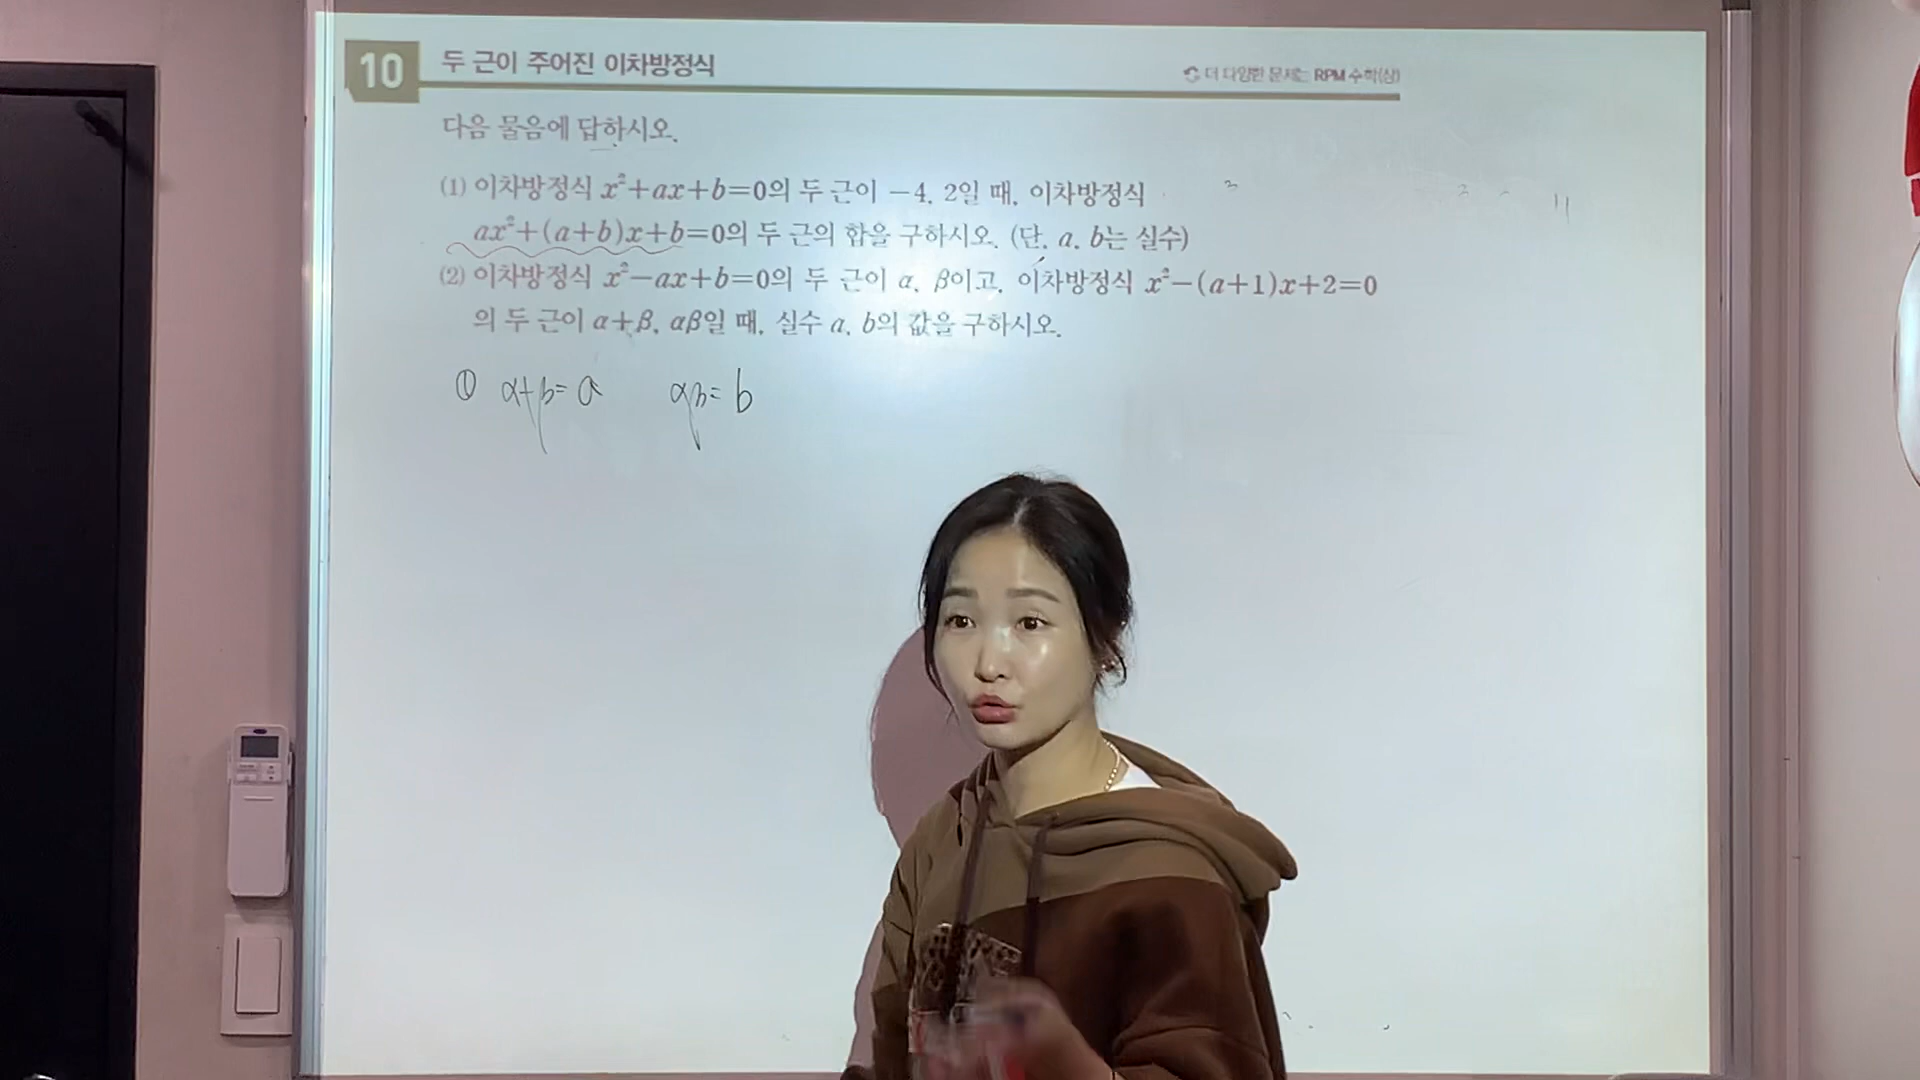 10 두 근이 주어진 이차방정식
더 다양한 문제는 RPM 수학(상)
다음 물음에 답하시오.
(1) 이차방정식 x²+ax+b=0의 두 근이 −4, 2일 때, 이차방정식
ax²+(a+b)x+b=0의 두 근의 합을 구하시오. (단, a, b는 실수)
(2) 이차방정식 x²−ax+b=0의 두 근이 α, β이고, 이차방정식 x²−(a+1)x+2=0
의 두 근이 α+β, αβ일 때, 실수 a, b의 값을 구하시오.
① α+β=a αβ=b